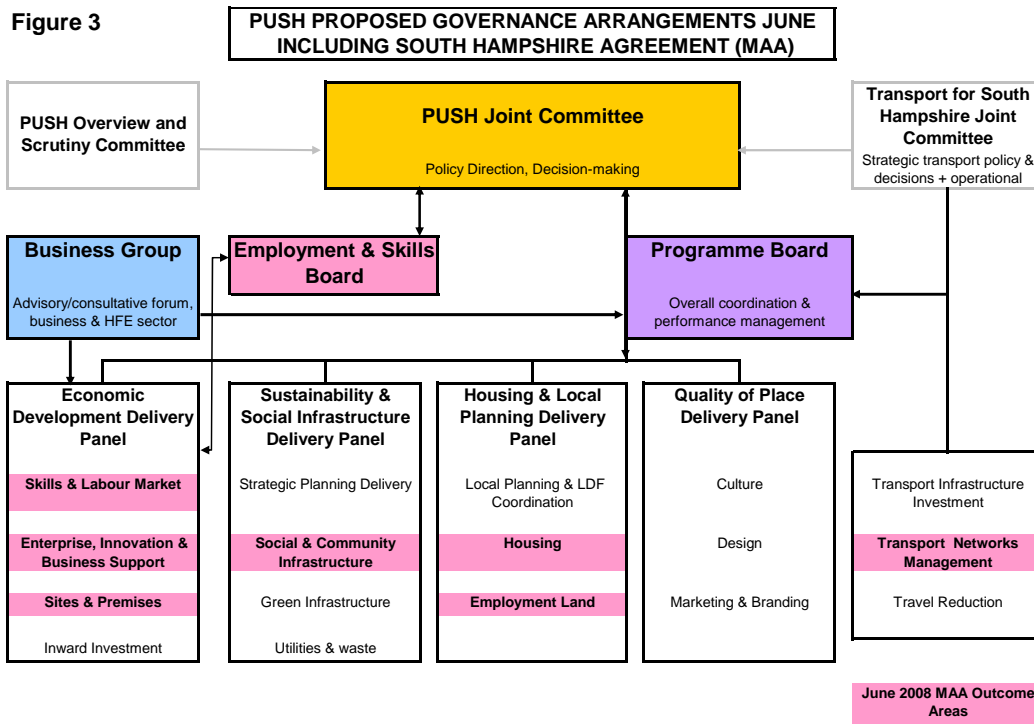 Figure 3
PUSH PROPOSED GOVERNANCE ARRANGEMENTS JUNE
INCLUDING SOUTH HAMPSHIRE AGREEMENT (MAA)
PUSH Overview and
Scrutiny Committee
PUSH Joint Committee
Policy Direction, Decision-making
Transport for South
Hampshire Joint
Committee
Strategic transport policy &
decisions + operational
Business Group
Advisory/consultative forum,
business & HFE sector
Employment & Skills
Board
Programme Board
Overall coordination &
performance management
Economic
Development Delivery
Panel
Skills & Labour Market
Enterprise, Innovation &
Business Support
Sites & Premises
Inward Investment
Sustainability &
Social Infrastructure
Delivery Panel
Strategic Planning Delivery
Social & Community
Infrastructure
Green Infrastructure
Utilities & waste
Housing & Local
Planning Delivery
Panel
Local Planning & LDF
Coordination
Housing
Employment Land
Quality of Place
Delivery Panel
Culture
Design
Marketing & Branding
Transport Infrastructure
Investment
Transport Networks
Management
Travel Reduction
June 2008 MAA Outcome
Areas